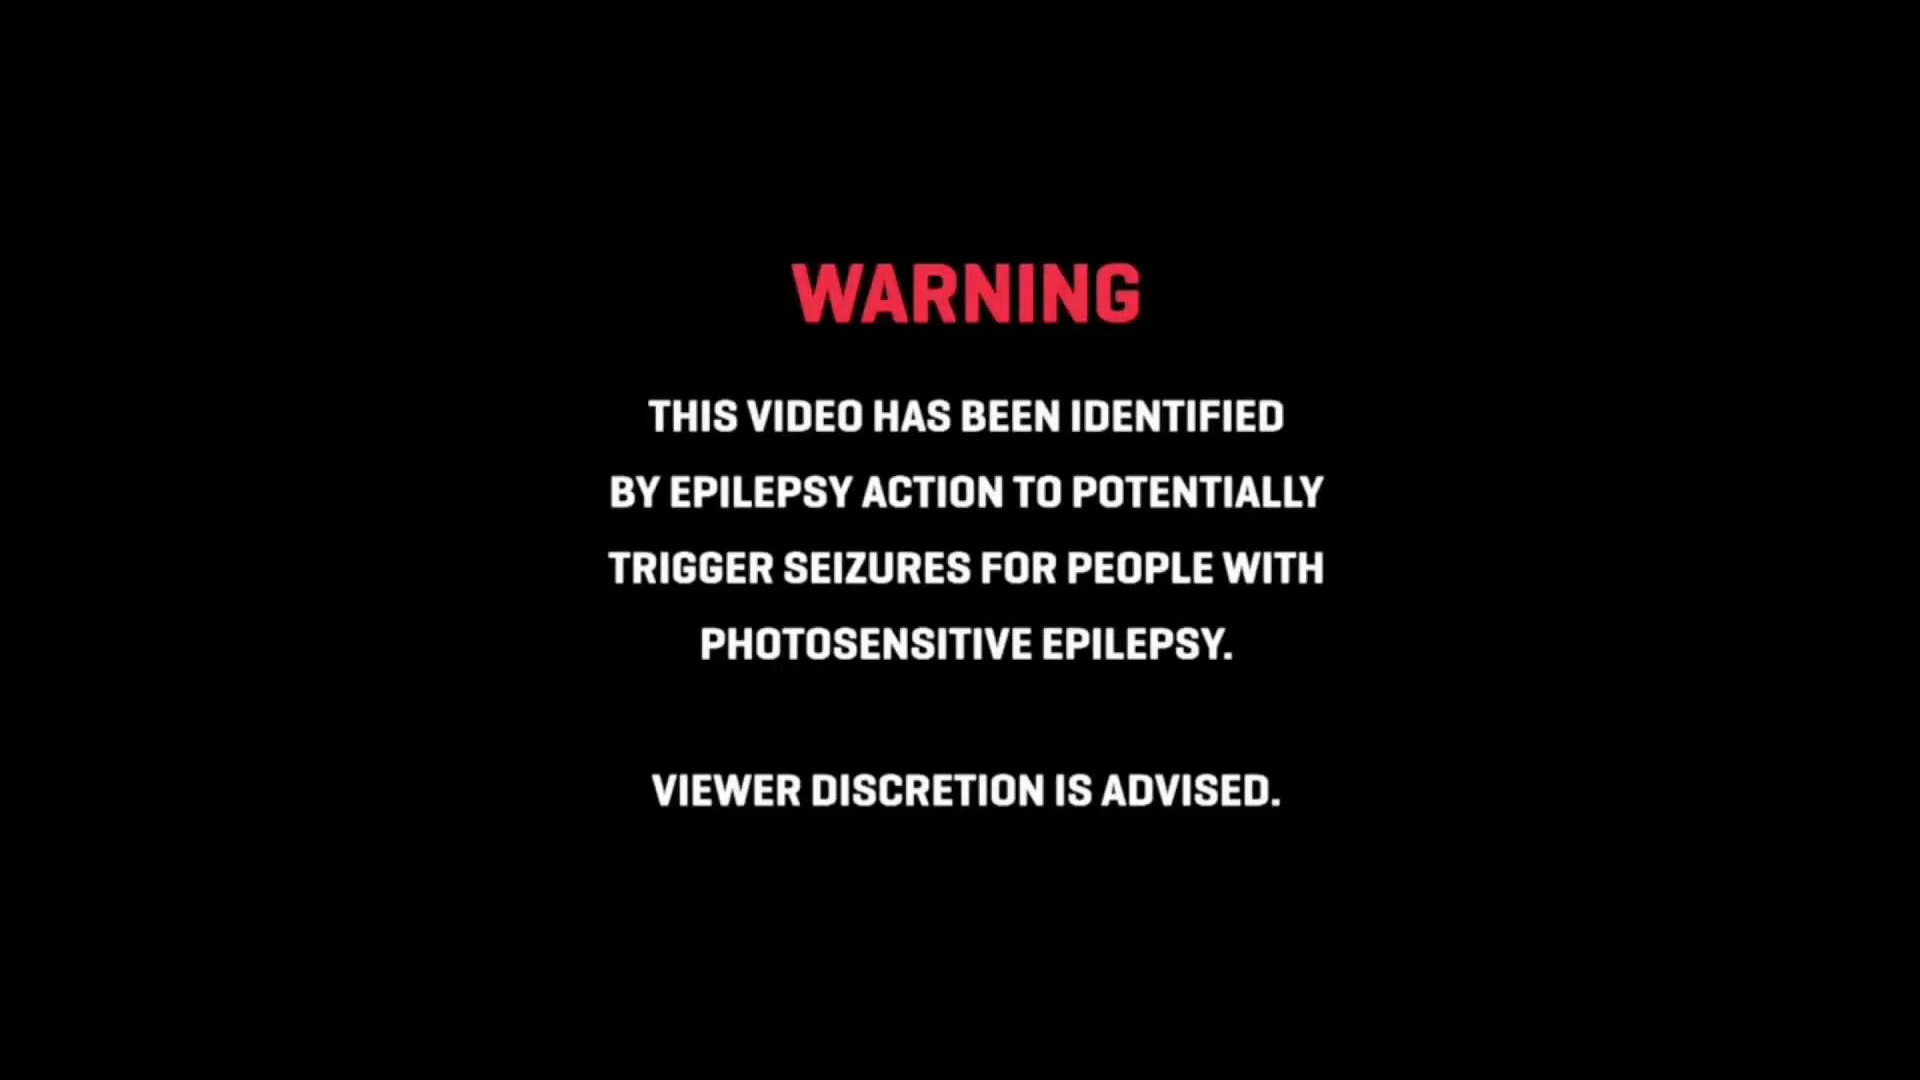 WARNING
THIS VIDEO HAS BEEN IDENTIFIED
BY EPILEPSY ACTION TO POTENTIALLY
TRIGGER SEIZURES FOR PEOPLE WITH
PHOTOSENSITIVE EPILEPSY.
VIEWER DISCRETION IS ADVISED.